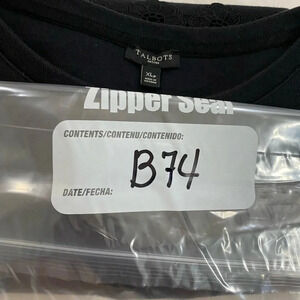 TALBOTS
XLP
Zipper Seal
CONTENTS/CONTENU/CONTENIDO:
B74
DATE/FECHA: